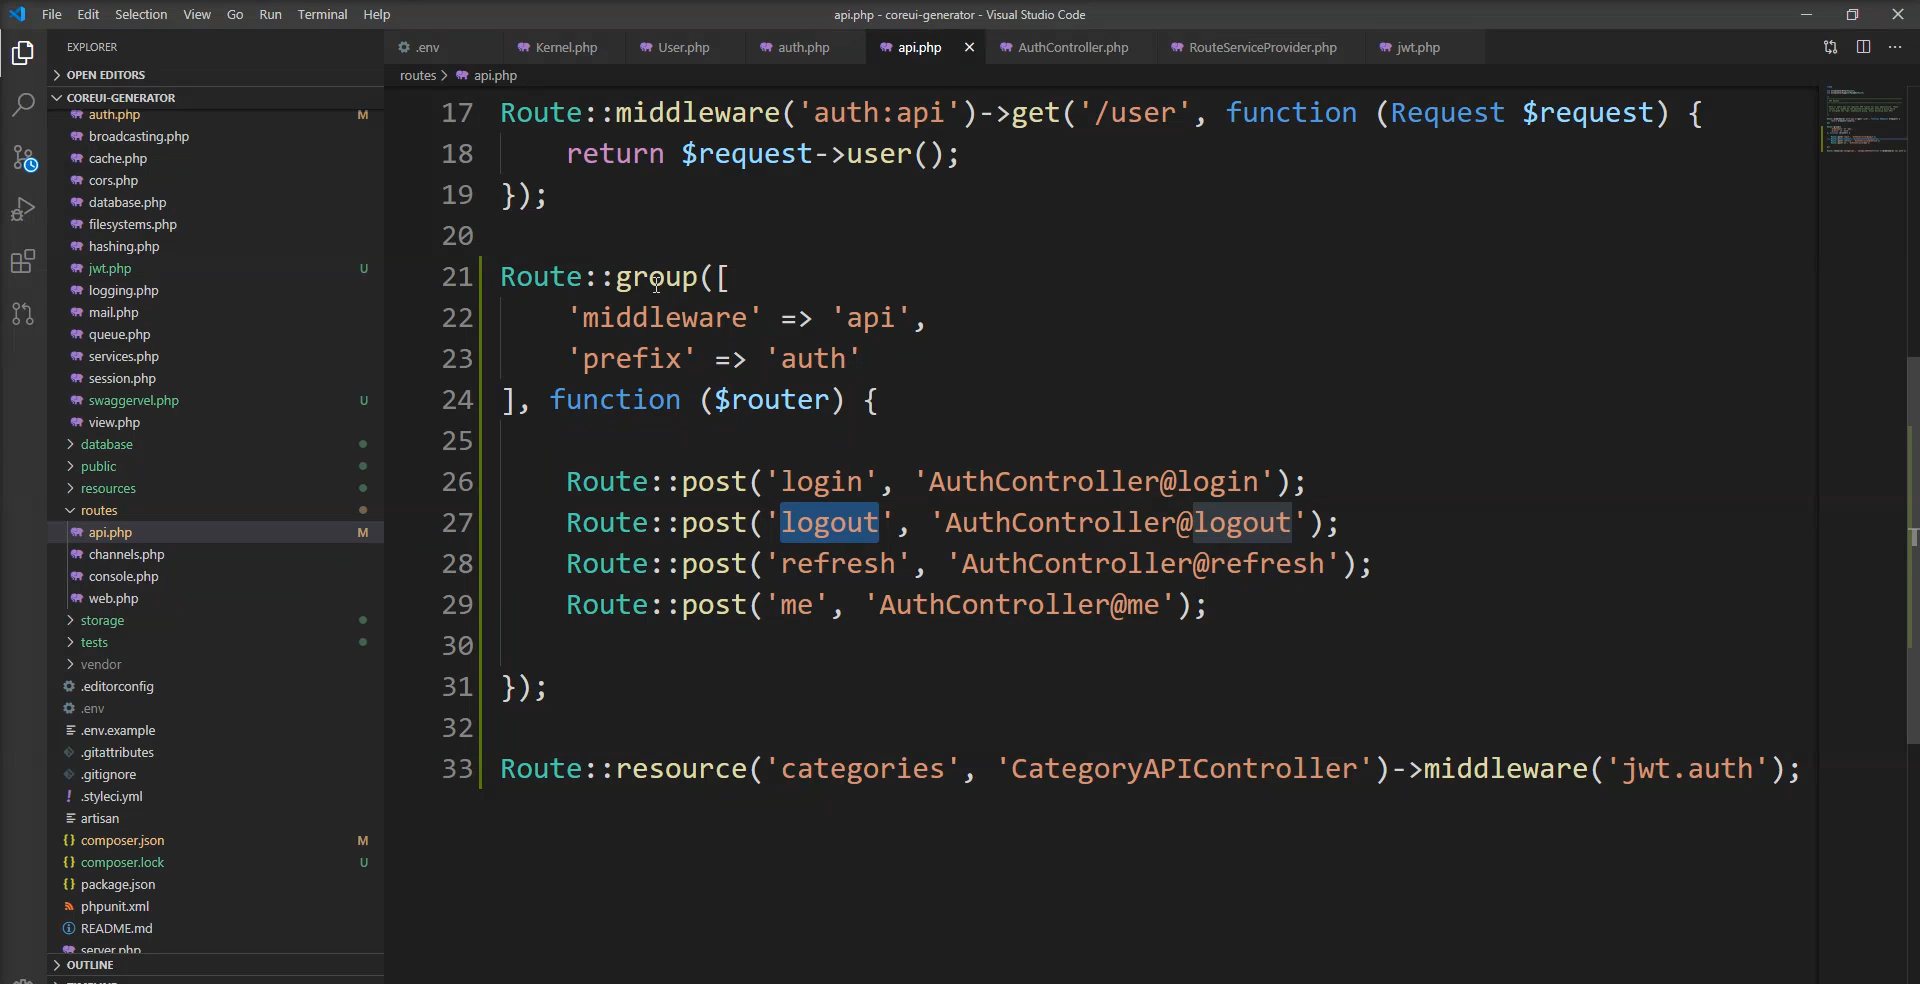 File Edit Selection View Go Run Terminal Help
api.php - coreui-generator - Visual Studio Code
EXPLORER
OPEN EDITORS
COREUI-GENERATOR
auth.php M
broadcasting.php
cache.php
cors.php
database.php
filesystems.php
hashing.php
jwt.php U
logging.php
mail.php
queue.php
services.php
session.php
swaggervel.php U
view.php
database
public
resources
routes
api.php M
channels.php
console.php
web.php
storage
tests
vendor
.editorconfig
.env
.env.example
.gitattributes
.gitignore
.styleci.yml
artisan
composer.json M
composer.lock U
package.json
phpunit.xml
README.md
server.php
OUTLINE
.env Kernel.php User.php auth.php api.php AuthController.php RouteServiceProvider.php jwt.php
routes > api.php
17 Route::middleware('auth:api')->get('/user', function (Request $request) {
18 return $request->user();
19 });
20
21 Route::group([
22 'middleware' => 'api',
23 'prefix' => 'auth'
24 ], function ($router) {
25
26 Route::post('login', 'AuthController@login');
27 Route::post('logout', 'AuthController@logout');
28 Route::post('refresh', 'AuthController@refresh');
29 Route::post('me', 'AuthController@me');
30
31 });
32
33 Route::resource('categories', 'CategoryAPIController')->middleware('jwt.auth');